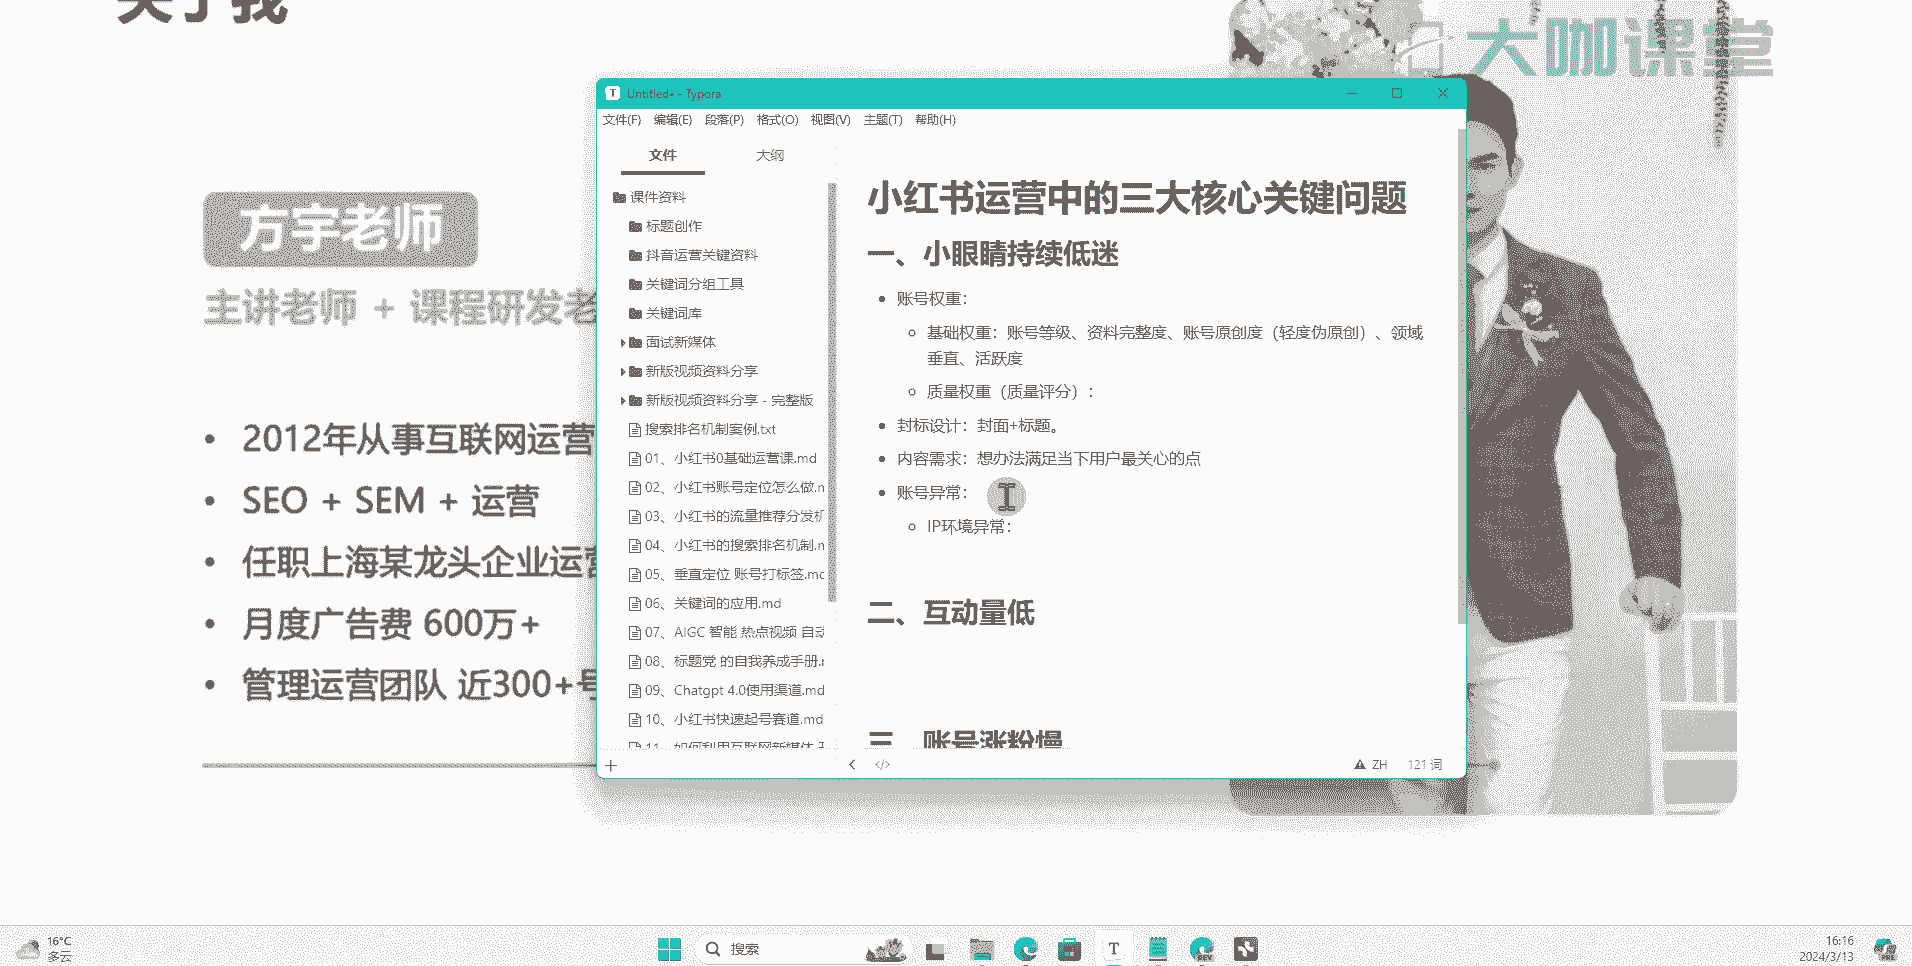 关于我
大咖课堂
方宇老师
主讲老师 + 课程研发老
2012年从事互联网运营
SEO + SEM + 运营
任职上海某龙头企业运营
月度广告费 600万+
管理运营团队 近300+号
T Untitled• - Typora
文件(F) 编辑(E) 段落(P) 格式(O) 视图(V) 主题(T) 帮助(H)
文件 大纲
课件资料
标题创作
抖音运营关键资料
关键词分组工具
关键词库
面试新媒体
新版视频资料分享
新版视频资料分享 - 完整版
搜索排名机制案例.txt
01、小红书0基础运营课.md
02、小红书账号定位怎么做.m
03、小红书的流量推荐分发机
04、小红书的搜索排名机制.m
05、垂直定位 账号打标签.md
06、关键词的应用.md
07、AIGC 智能 热点视频 自动
08、标题党 的自我养成手册.m
09、Chatgpt 4.0使用渠道.md
10、小红书快速起号赛道.md
11、如何利用互联网新媒体
小红书运营中的三大核心关键问题
一、小眼睛持续低迷
账号权重：
基础权重：账号等级、资料完整度、账号原创度（轻度伪原创）、领域
垂直、活跃度
质量权重（质量评分）：
封标设计：封面+标题。
内容需求：想办法满足当下用户最关心的点
账号异常：
IP环境异常：
二、互动量低
三、账号涨粉慢
</> ZH 121 词
16°C
多云
搜索
T
DEV
16:16
2024/3/13
PRE